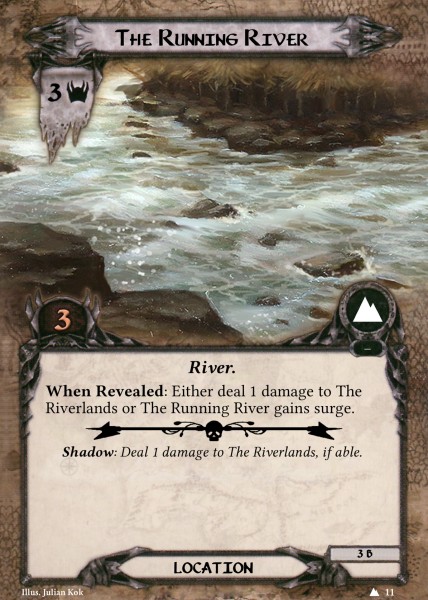 The Running River
3
3
River.
When Revealed: Either deal 1 damage to The
Riverlands or The Running River gains surge.
Shadow: Deal 1 damage to The Riverlands, if able.
3 B
Location
Illus. Julian Kok
11